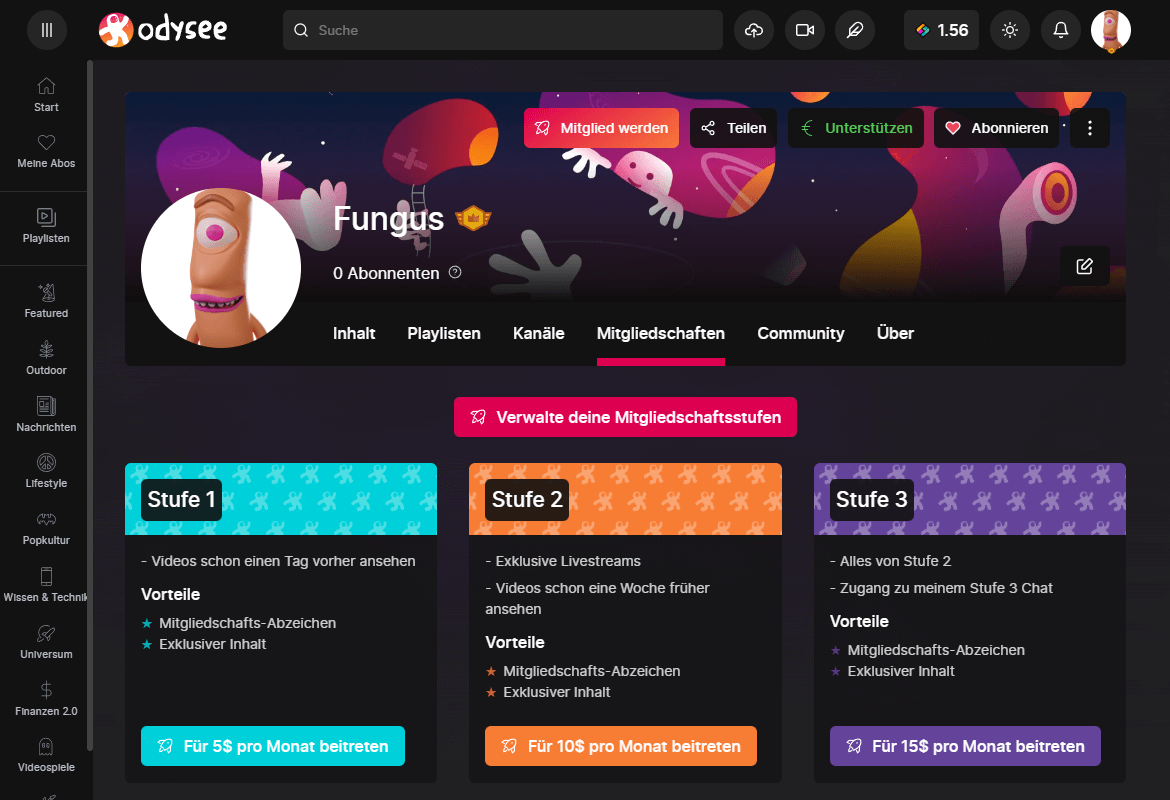 odysee
Suche
1.56
Start
Meine Abos
Playlisten
Featured
Outdoor
Nachrichten
Lifestyle
Popkultur
Wissen & Technik
Universum
Finanzen 2.0
Videospiele
Mitglied werden
Teilen
Unterstützen
Abonnieren
Fungus
0 Abonnenten
Inhalt
Playlisten
Kanäle
Mitgliedschaften
Community
Über
Verwalte deine Mitgliedschaftsstufen
Stufe 1
- Videos schon einen Tag vorher ansehen
Vorteile
Mitgliedschafts-Abzeichen
Exklusiver Inhalt
Für 5$ pro Monat beitreten
Stufe 2
- Exklusive Livestreams
- Videos schon eine Woche früher
ansehen
Vorteile
Mitgliedschafts-Abzeichen
Exklusiver Inhalt
Für 10$ pro Monat beitreten
Stufe 3
- Alles von Stufe 2
- Zugang zu meinem Stufe 3 Chat
Vorteile
Mitgliedschafts-Abzeichen
Exklusiver Inhalt
Für 15$ pro Monat beitreten